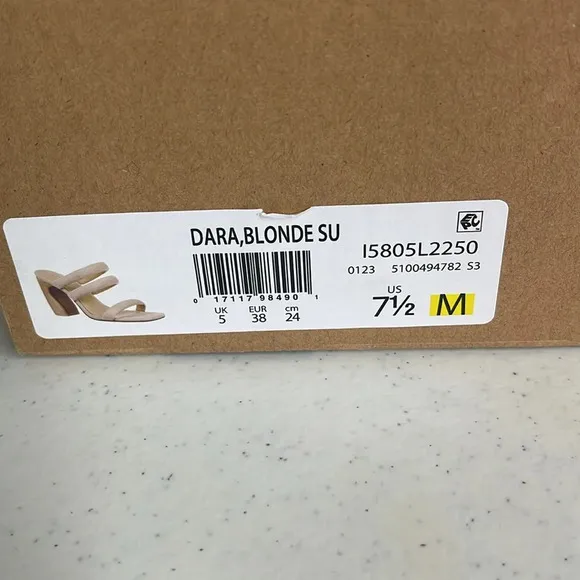 DARA,BLONDE SU
I5805L2250
0123 5100494782 S3
0 17117 98490 1
UK EUR cm
5 38 24
US
7½ M